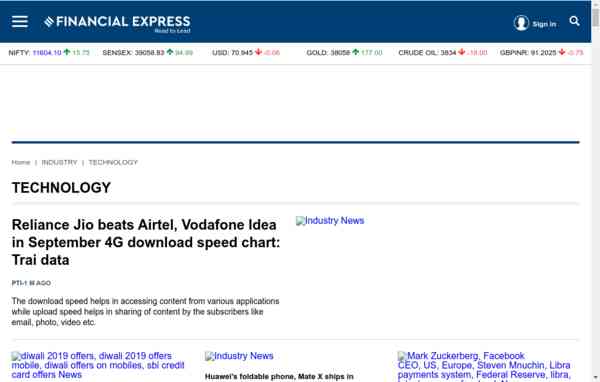 FINANCIAL EXPRESS
Read to Lead
Sign in
NIFTY: 11604.10 15.75 SENSEX: 39058.83 94.99 USD: 70.945 -0.06 GOLD: 38058 177.00 CRUDE OIL: 3834 -18.00 GBPINR: 91.2025 -0.75
Home | INDUSTRY | TECHNOLOGY
TECHNOLOGY
Reliance Jio beats Airtel, Vodafone Idea
in September 4G download speed chart:
Trai data
PTI-1 M AGO
The download speed helps in accessing content from various applications
while upload speed helps in sharing of content by the subscribers like
email, photo, video etc.
Industry News
diwali 2019 offers, diwali 2019 offers
mobile, diwali offers on mobiles, sbi credit
card offers News
Industry News
Huawei's foldable phone, Mate X ships in
Mark Zuckerberg, Facebook
CEO, US, Europe, Steven Mnuchin, Libra
payments system, Federal Reserve, libra,